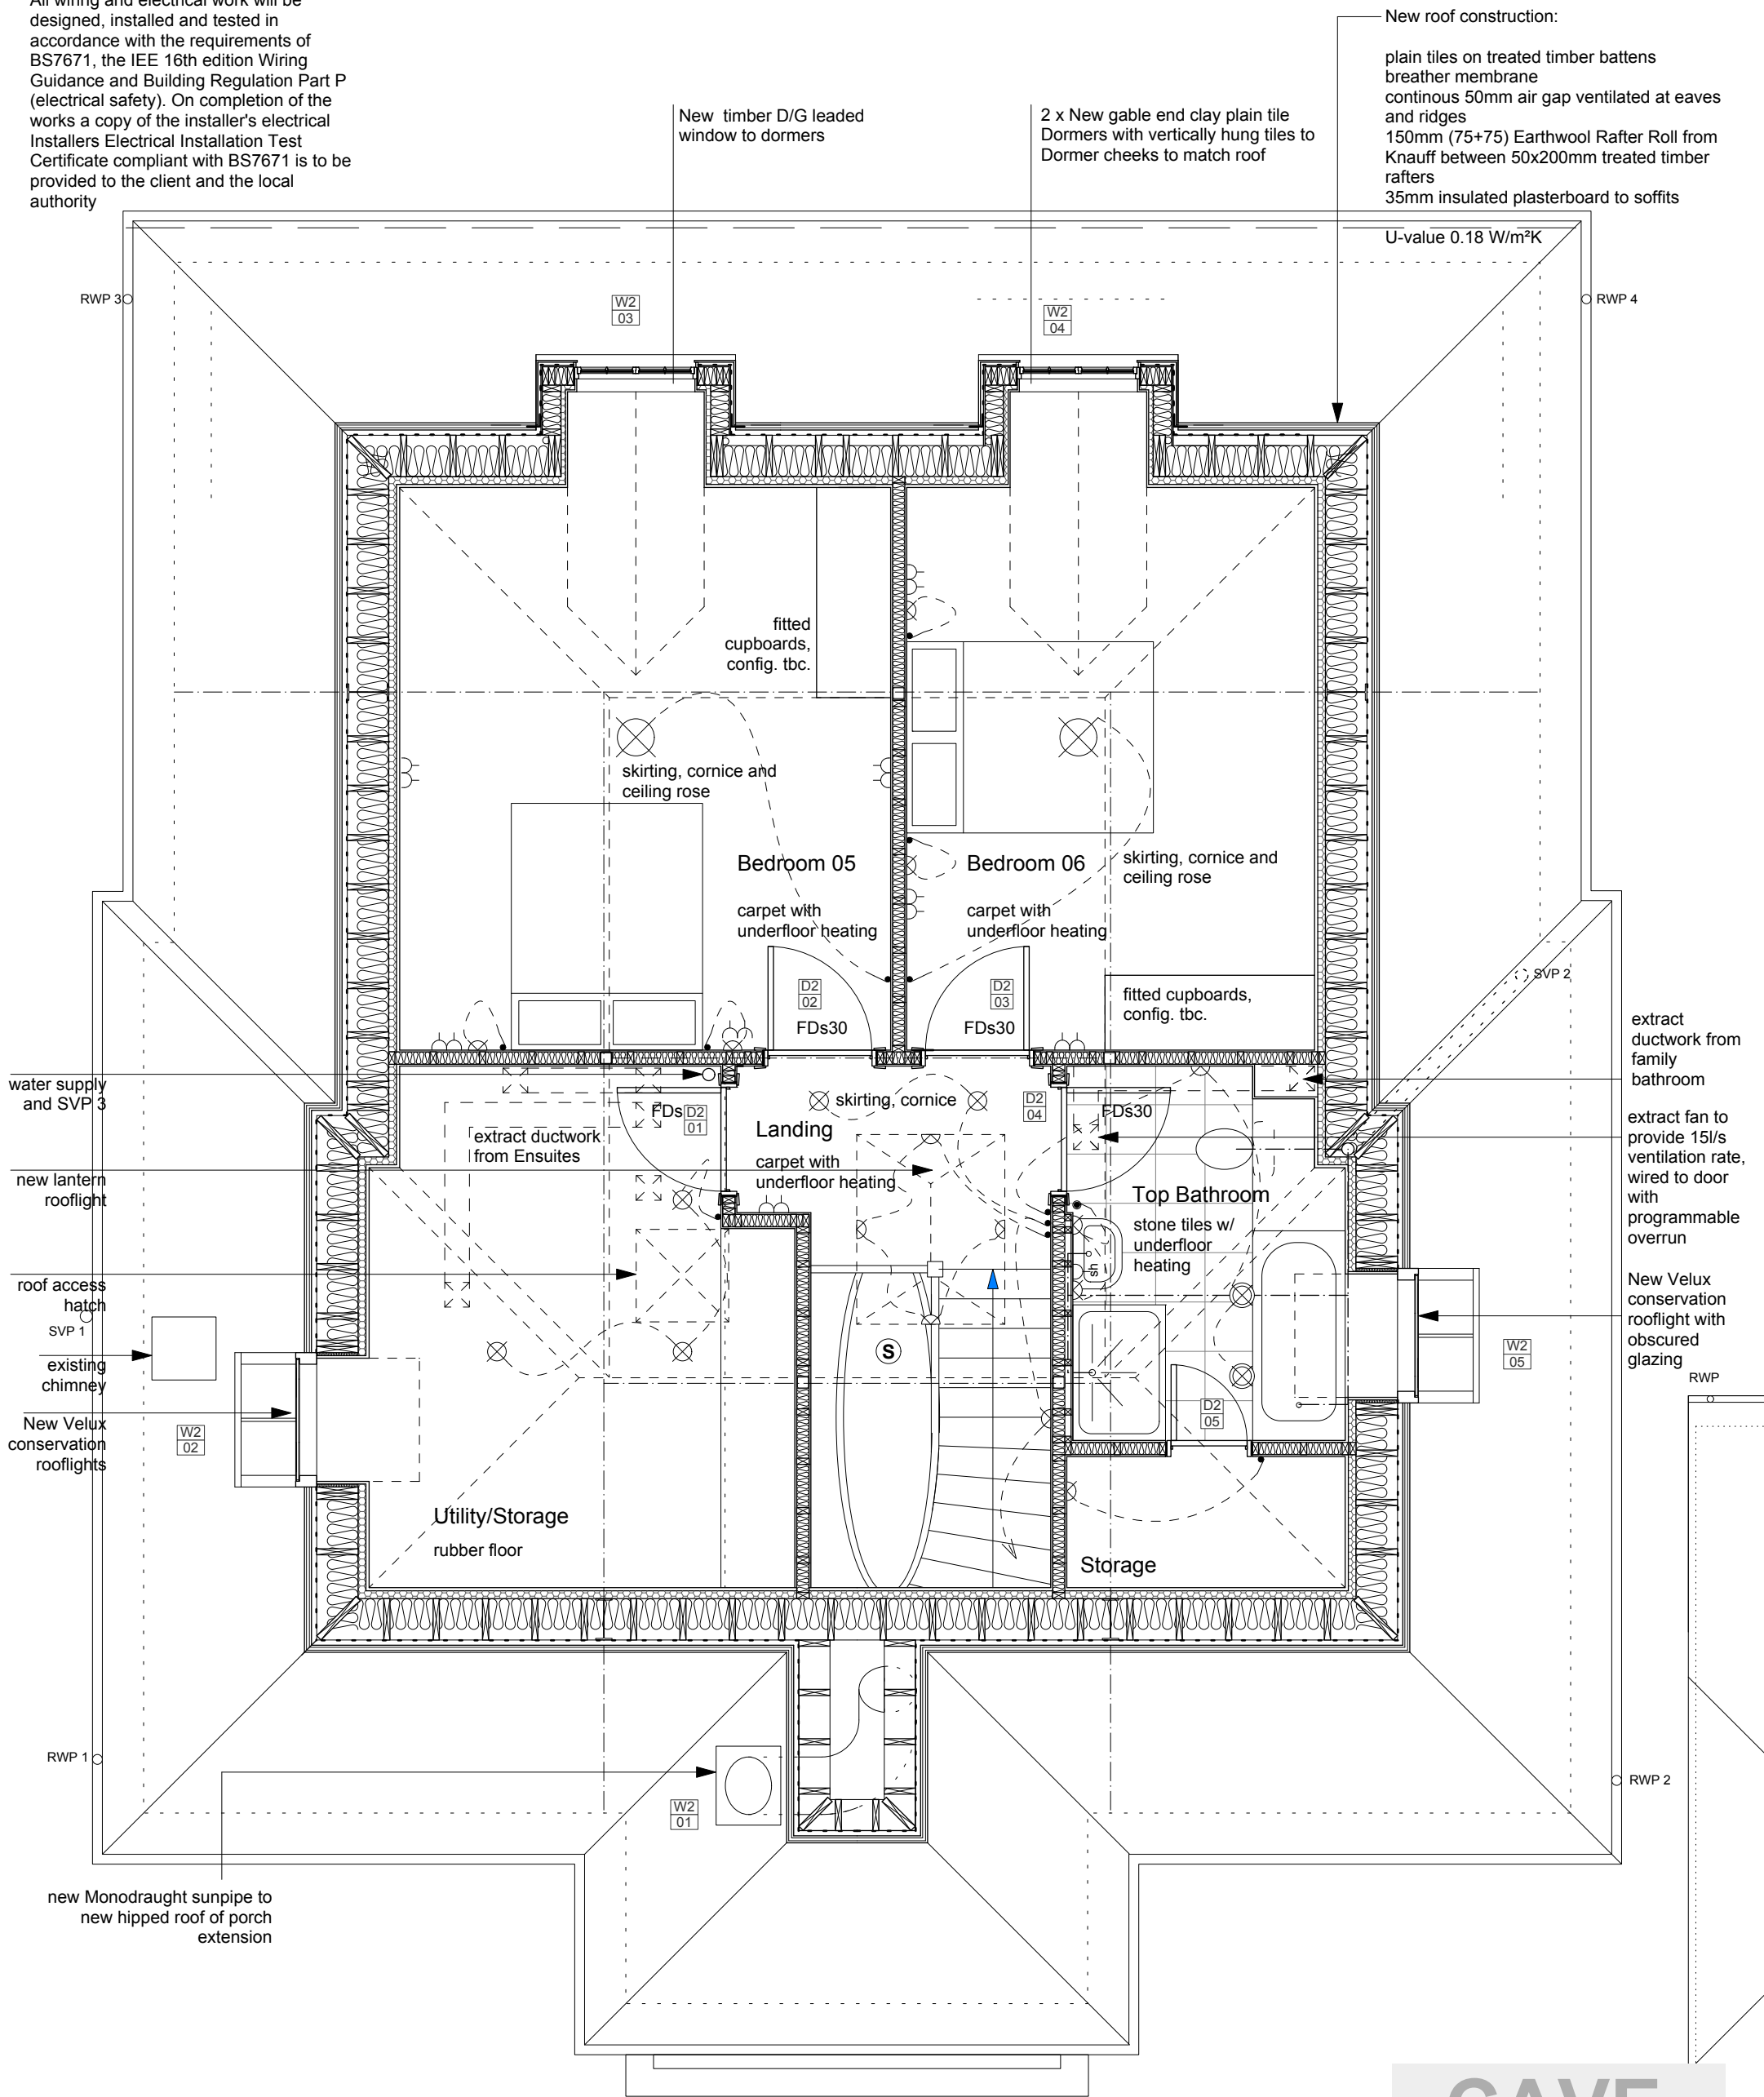 All wiring and electrical work will be
designed, installed and tested in
accordance with the requirements of
BS7671, the IEE 16th edition Wiring
Guidance and Building Regulation Part P
(electrical safety). On completion of the
works a copy of the installer's electrical
Installers Electrical Installation Test
Certificate compliant with BS7671 is to be
provided to the client and the local
authority
New timber D/G leaded
window to dormers
2 x New gable end clay plain tile
Dormers with vertically hung tiles to
Dormer cheeks to match roof
New roof construction:
plain tiles on treated timber battens
breather membrane
continous 50mm air gap ventilated at eaves
and ridges
150mm (75+75) Earthwool Rafter Roll from
Knauff between 50x200mm treated timber
rafters
35mm insulated plasterboard to soffits
U-value 0.18 W/m²K
RWP 3
W2
03
W2
04
RWP 4
fitted
cupboards,
config. tbc.
skirting, cornice and
ceiling rose
Bedroom 05
carpet with
underfloor heating
Bedroom 06
carpet with
underfloor heating
skirting, cornice and
ceiling rose
D2
02
FDs30
D2
03
FDs30
fitted cupboards,
config. tbc.
SVP 2
water supply
and SVP 3
new lantern
rooflight
roof access
hatch
SVP 1
existing
chimney
New Velux
conservation
rooflights
W2
02
extract ductwork
from Ensuites
FDs
D2
01
skirting, cornice
Landing
carpet with
underfloor heating
D2
04
FDs30
Top Bathroom
stone tiles w/
underfloor
heating
sh
S
D2
05
extract
ductwork from
family
bathroom
extract fan to
provide 15l/s
ventilation rate,
wired to door
with
programmable
overrun
New Velux
conservation
rooflight with
obscured
glazing
W2
05
RWP
Utility/Storage
rubber floor
Storage
RWP 1
W2
01
RWP 2
new Monodraught sunpipe to
new hipped roof of porch
extension
CAVE